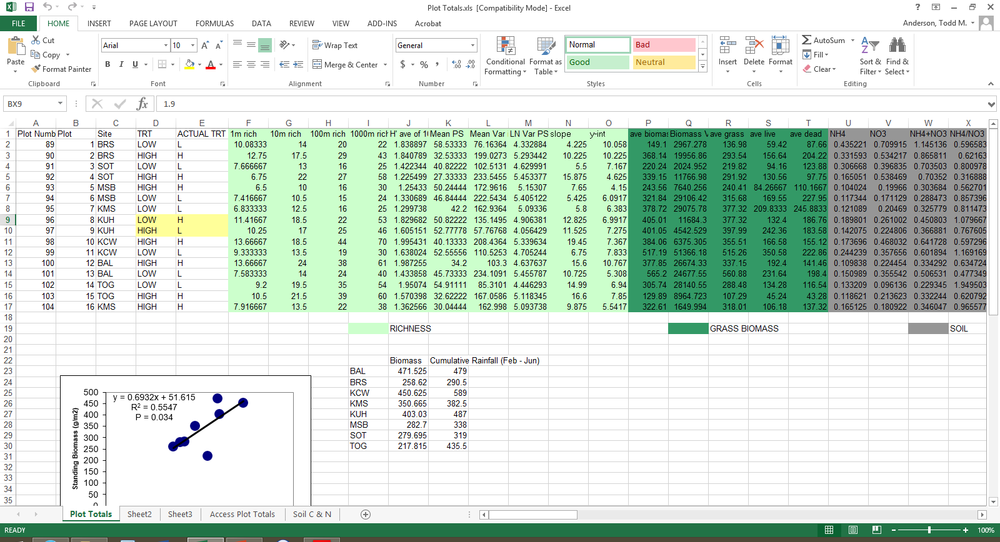 Plot Totals.xls  [Compatibility Mode] - Excel
?
FILE HOME INSERT PAGE LAYOUT FORMULAS DATA REVIEW VIEW ADD-INS Acrobat Anderson, Todd M.
Paste
Cut
Copy
Format Painter
Clipboard
Arial 10
B I U
Font
Wrap Text
Merge & Center
Alignment
General
$ % ,
Number
Conditional Formatting
Format as Table
Normal Bad
Good Neutral
Styles
Insert Delete Format
Cells
AutoSum
Fill
Clear
Sort & Filter
Find & Select
Editing
BX9 fx 1.9
A B C D E F G H I J K L M N O P Q R S T U V W X
1 Plot Numb Plot Site TRT ACTUAL TRT 1m rich 10m rich 100m rich 1000m rich H' ave of 1( Mean PS Mean Var LN Var PS slope y-int ave biomas Biomass V ave grass ave live ave dead NH4 NO3 NH4+NO3 NH4/NO3
2 89 1 BRS LOW L 10.08333 14 20 22 1.838897 58.53333 76.16364 4.332884 4.225 10.058 149.1 2967.278 136.98 59.42 87.66 0.435221 0.709915 1.145136 0.596583
3 90 2 BRS HIGH H 12.75 17.5 29 43 1.840789 32.53333 199.0273 5.293442 10.225 10.225 368.14 19956.86 293.54 156.64 204.22 0.331593 0.534217 0.865811 0.62163
4 91 3 SOT LOW L 7.666667 13 16 25 1.422344 40.82222 102.5131 4.629991 5.5 7.167 220.24 2024.952 219.82 94.16 123.88 0.306668 0.396835 0.703503 0.800978
5 92 4 SOT HIGH H 6.75 22 27 58 1.225499 27.33333 233.5455 5.453377 15.875 4.625 339.15 11766.98 291.92 130.56 97.75 0.165051 0.538469 0.70352 0.316888
6 93 5 MSB HIGH H 6.5 10 16 30 1.25433 50.24444 172.9616 5.15307 7.65 4.15 243.56 7640.256 240.41 84.26667 110.1667 0.104024 0.19966 0.303684 0.562701
7 94 6 MSB LOW L 7.416667 10.5 15 24 1.330689 46.84444 222.5434 5.405122 5.425 6.0917 321.84 29106.42 315.68 169.55 227.95 0.117344 0.171129 0.288473 0.857396
8 95 7 KMS LOW L 6.833333 12.5 16 25 1.299738 42.2 162.9364 5.09336 5.8 6.383 378.72 29075.78 377.32 209.8333 245.8833 0.121089 0.20469 0.325779 0.811473
9 96 8 KUH LOW H 11.41667 18.5 22 53 1.829682 50.82222 135.1495 4.906381 12.825 6.9917 405.01 11684.3 377.32 132.4 186.76 0.189801 0.261002 0.450803 1.079667
10 97 9 KUH HIGH L 10.25 17 25 46 1.605151 52.77778 57.76768 4.056429 11.525 7.275 401.05 4542.529 397.99 242.36 183.58 0.142075 0.224806 0.366881 0.767605
11 98 10 KCW HIGH H 13.66667 18.5 44 70 1.995431 40.13333 208.4364 5.339634 19.45 7.367 384.06 6375.305 355.51 166.58 155.12 0.173696 0.468032 0.641728 0.597296
12 99 11 KCW LOW L 9.333333 13.5 19 30 1.638024 52.55556 110.5253 4.705244 6.75 7.833 517.19 51366.18 515.26 350.58 222.86 0.244239 0.357656 0.601894 1.169169
13 100 12 BAL HIGH H 13.66667 24 38 61 1.987255 34.2 103.3 4.637637 15.6 10.767 377.85 26674.33 337.15 192.4 141.46 0.109838 0.224454 0.334292 0.634724
14 101 13 BAL LOW L 7.583333 14 24 40 1.433858 45.73333 234.1091 5.455787 10.725 5.308 565.2 24677.55 560.88 231.64 198.4 0.150989 0.355542 0.506531 0.477349
15 102 14 TOG LOW L 9.2 19.5 35 54 1.95074 54.91111 85.3101 4.446293 14.99 6.94 305.74 28140.55 288.48 134.28 116.54 0.133209 0.096136 0.229345 1.949503
16 103 15 TOG HIGH H 10.5 21.5 39 60 1.570398 32.62222 167.0586 5.118345 16.6 7.85 129.89 8964.723 107.29 45.24 43.28 0.118621 0.213623 0.332244 0.620792
17 104 16 KMS HIGH H 7.916667 13.5 22 38 1.362566 30.04444 162.998 5.093738 9.875 5.5417 322.61 1649.994 318.01 106.18 137.32 0.165125 0.180922 0.346047 0.965577
18
19 RICHNESS GRASS BIOMASS SOIL
20
21
22 Biomass Cumulative Rainfall (Feb - Jun)
23 BAL 471.525 479
24 BRS 258.62 290.5
25 KCW 450.625 589
26 KMS 350.665 382.5
27 KUH 403.03 487
28 MSB 282.7 338
29 SOT 279.695 319
30 TOG 217.815 435.5
31
32
33
34
35
y = 0.6932x + 51.615
R² = 0.5547
P = 0.034
Standing Biomass (g/m2)
500
450
400
350
300
250
200
150
100
50
0
Plot Totals Sheet2 Sheet3 Access Plot Totals Soil C & N
READY 100%